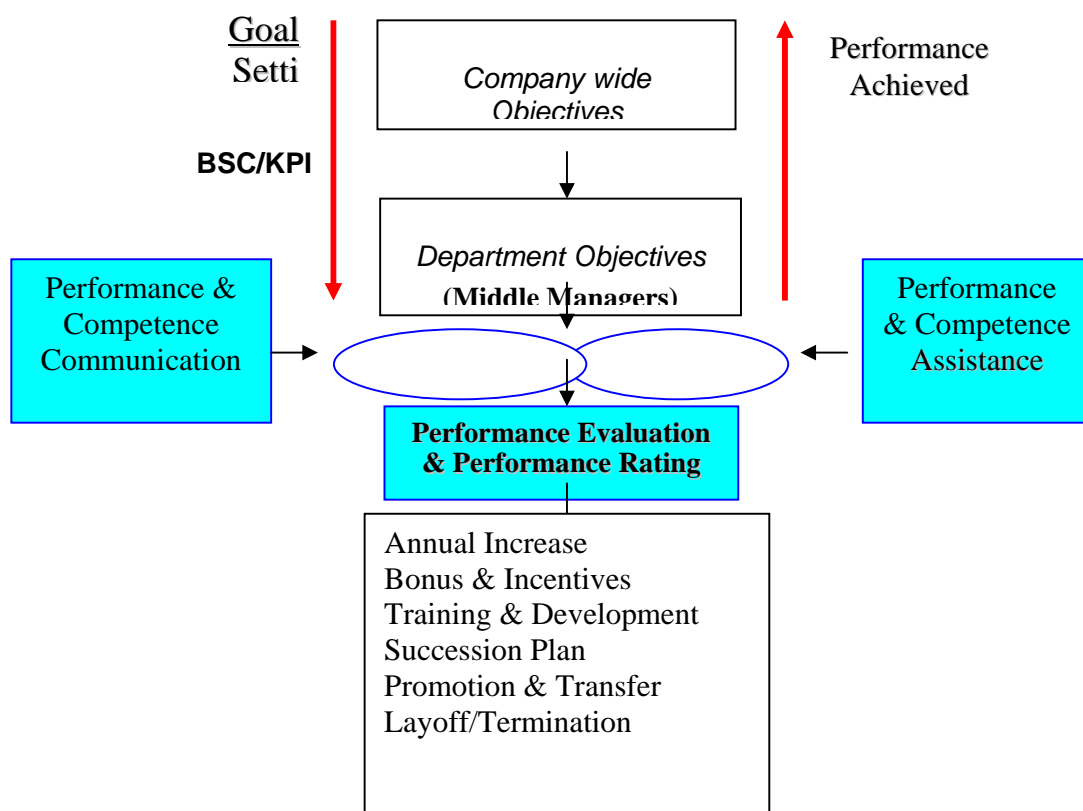 Goal
Setti
Company wide
Objectives
Performance
Achieved
BSC/KPI
Department Objectives
(Middle Managers)
Performance &
Competence
Communication
Performance
& Competence
Assistance
Performance Evaluation
& Performance Rating
Annual Increase
Bonus & Incentives
Training & Development
Succession Plan
Promotion & Transfer
Layoff/Termination